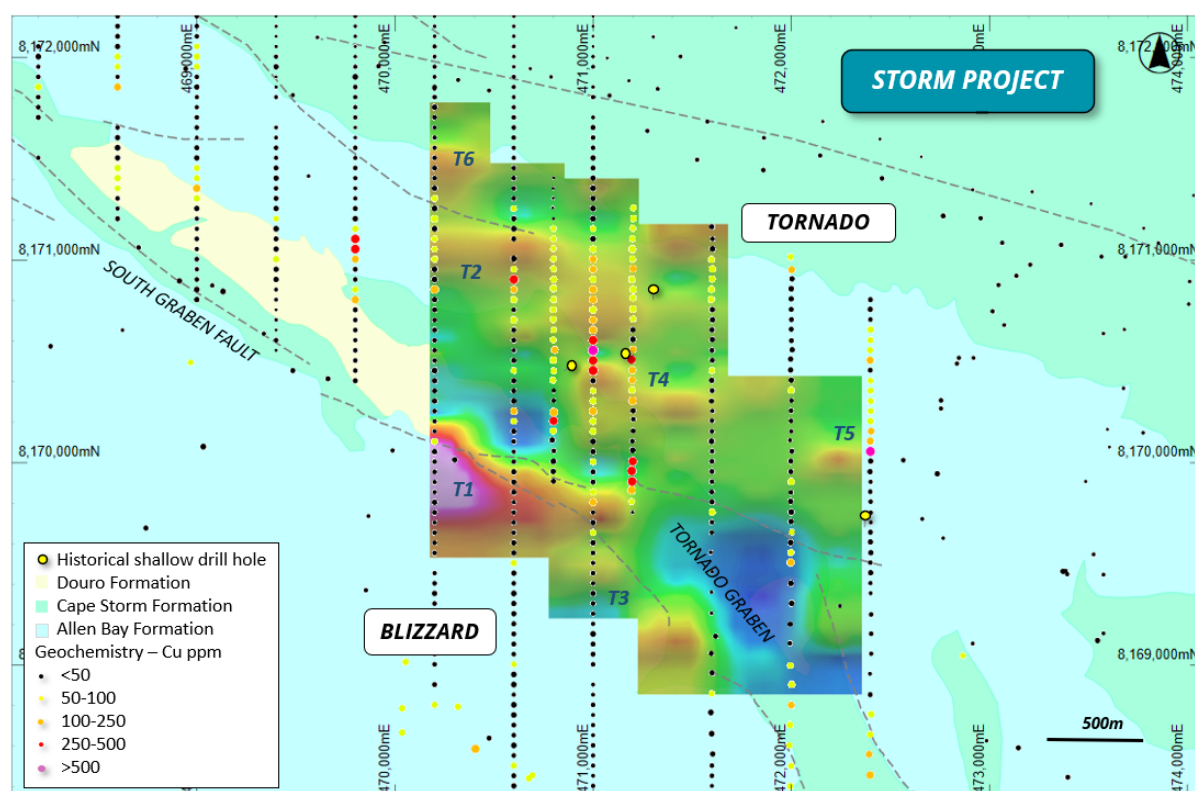 469,000mE
470,000mE
471,000mE
472,000mE
mE
474,000mE
8,172,000mN
8,172,
STORM PROJECT
T6
TORNADO
8,171,000mN
8,171,000mN
T2
SOUTH GRABEN FAULT
T4
T5
8,170,000mN
8,170,000mN
T1
TORNADO GRABEN
T3
BLIZZARD
8,169,000mN
Historical shallow drill hole
Douro Formation
Cape Storm Formation
Allen Bay Formation
Geochemistry – Cu ppm
<50
50-100
100-250
250-500
>500
500m
470,000mE
471,000mE
472,000mE
473,000mE
474,000mE